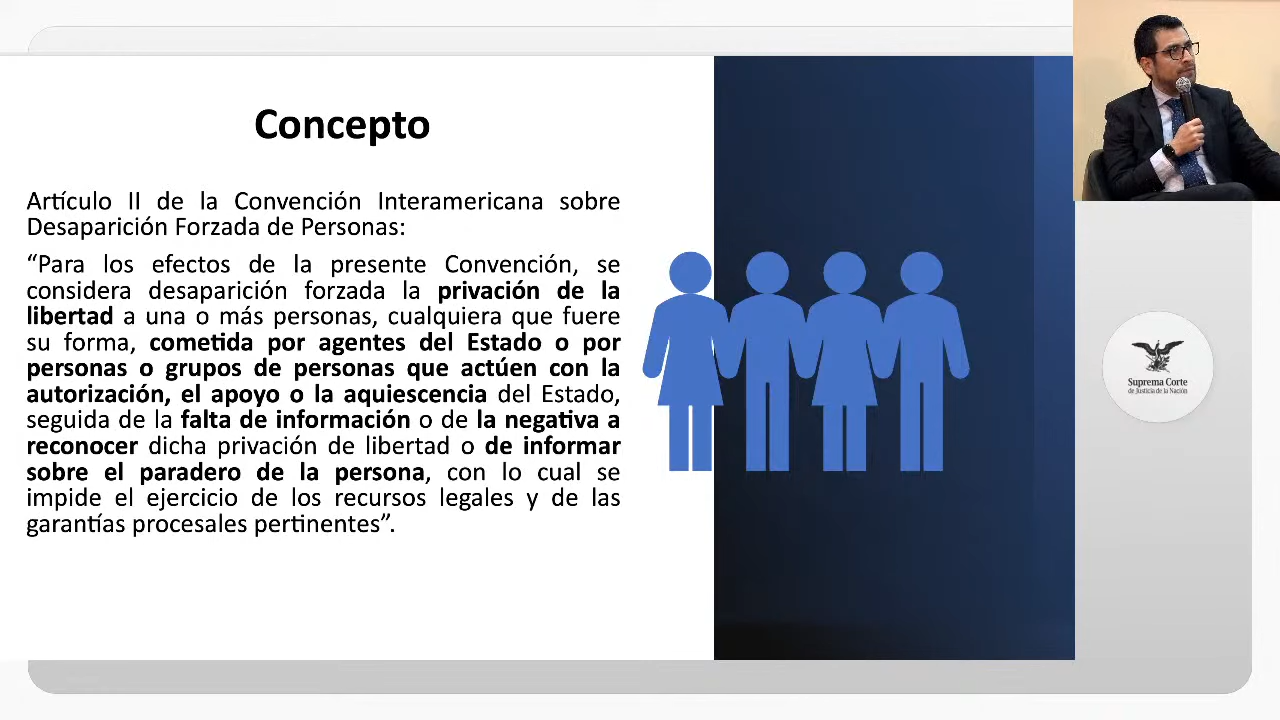 Concepto
Artículo II de la Convención Interamericana sobre
Desaparición Forzada de Personas:
“Para los efectos de la presente Convención, se
considera desaparición forzada la privación de la
libertad a una o más personas, cualquiera que fuere
su forma, cometida por agentes del Estado o por
personas o grupos de personas que actúen con la
autorización, el apoyo o la aquiescencia del Estado,
seguida de la falta de información o de la negativa a
reconocer dicha privación de libertad o de informar
sobre el paradero de la persona, con lo cual se
impide el ejercicio de los recursos legales y de las
garantías procesales pertinentes”.
Suprema Corte
de Justicia de la Nación